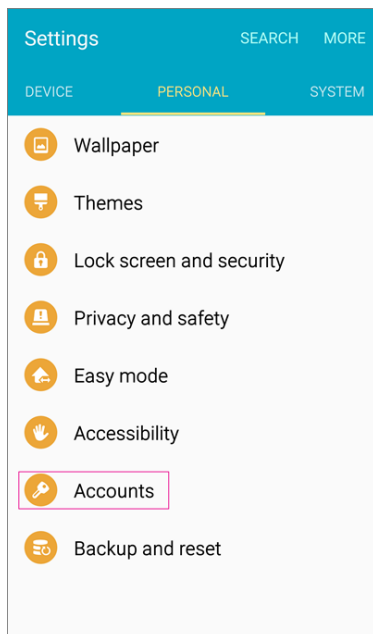 Settings SEARCH MORE
DEVICE PERSONAL SYSTEM
Wallpaper
Themes
Lock screen and security
Privacy and safety
Easy mode
Accessibility
Accounts
Backup and reset